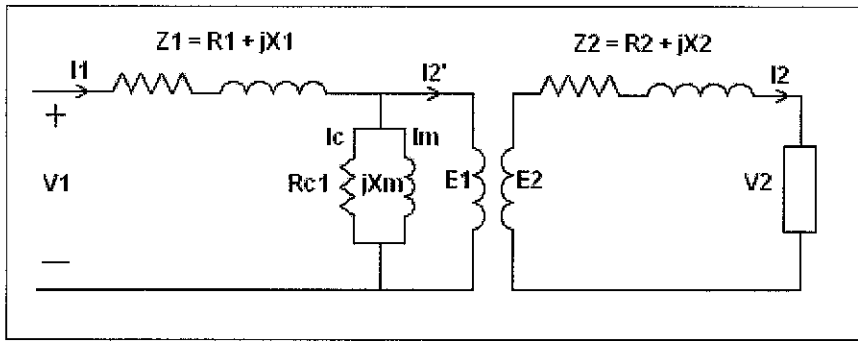 Z1 = R1 + jX1
Z2 = R2 + jX2
I1
I2'
I2
+
Ic
Im
V1
Rc1
jXm
E1
E2
V2
—